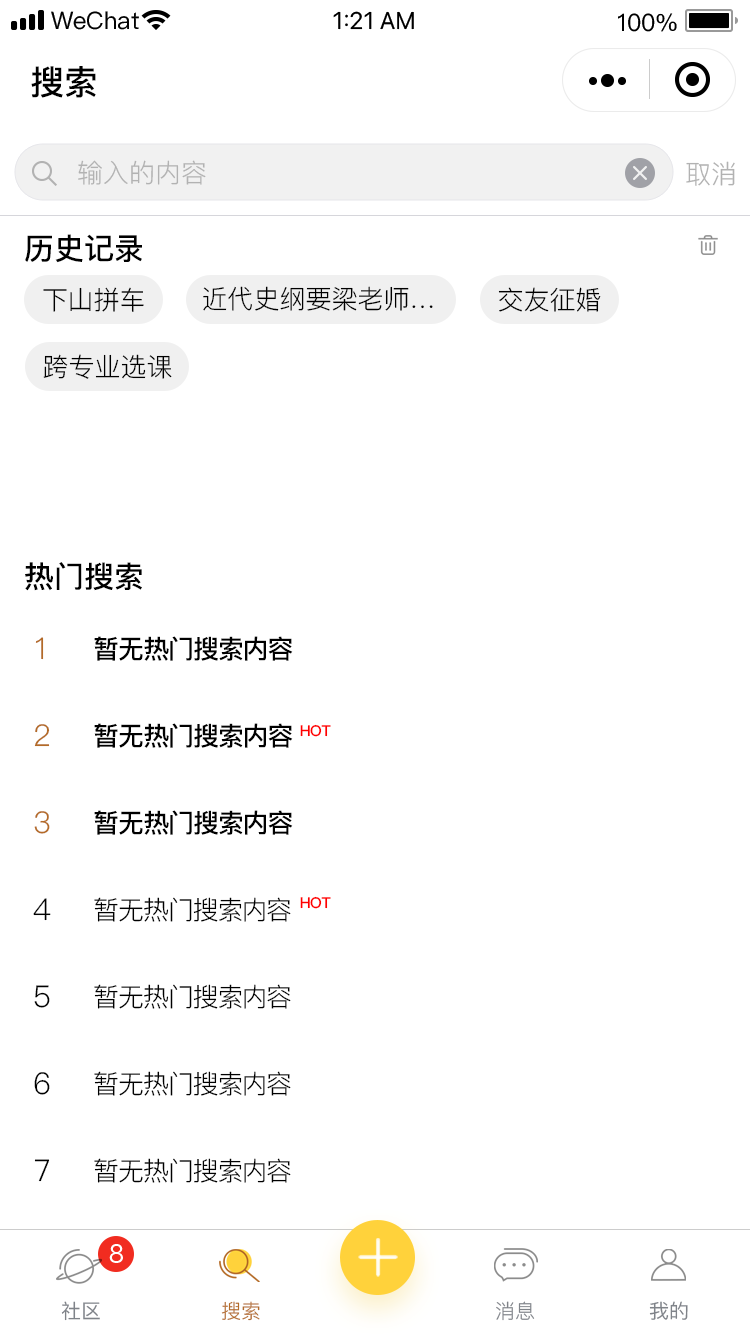 WeChat 1:21 AM 100%
搜索
输入的内容 取消
历史记录
下山拼车 近代史纲要梁老师... 交友征婚
跨专业选课
热门搜索
1 暂无热门搜索内容
2 暂无热门搜索内容 HOT
3 暂无热门搜索内容
4 暂无热门搜索内容 HOT
5 暂无热门搜索内容
6 暂无热门搜索内容
7 暂无热门搜索内容
8
社区 搜索 消息 我的